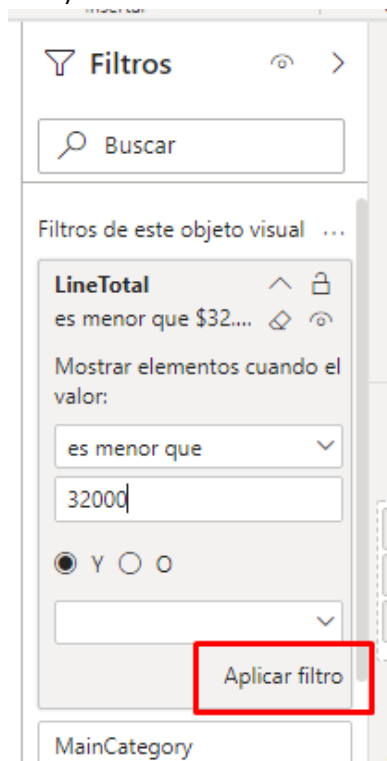 Insertar
Filtros
Buscar
Filtros de este objeto visual ...
LineTotal
es menor que $32....
Mostrar elementos cuando el
valor:
es menor que
32000
Y O
Aplicar filtro
MainCategory